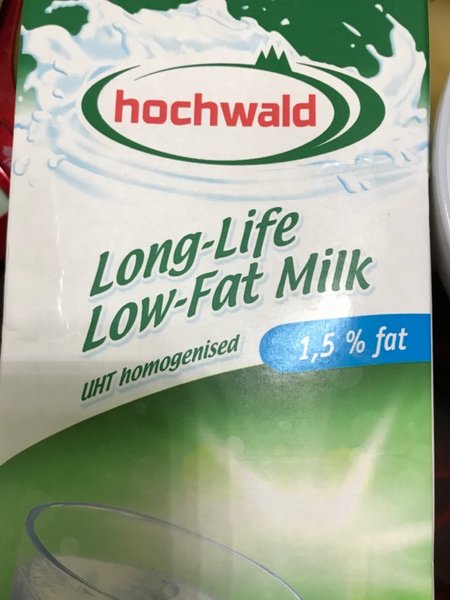 hochwald
Long-Life
Low-Fat Milk
UHT homogenised
1,5 % fat